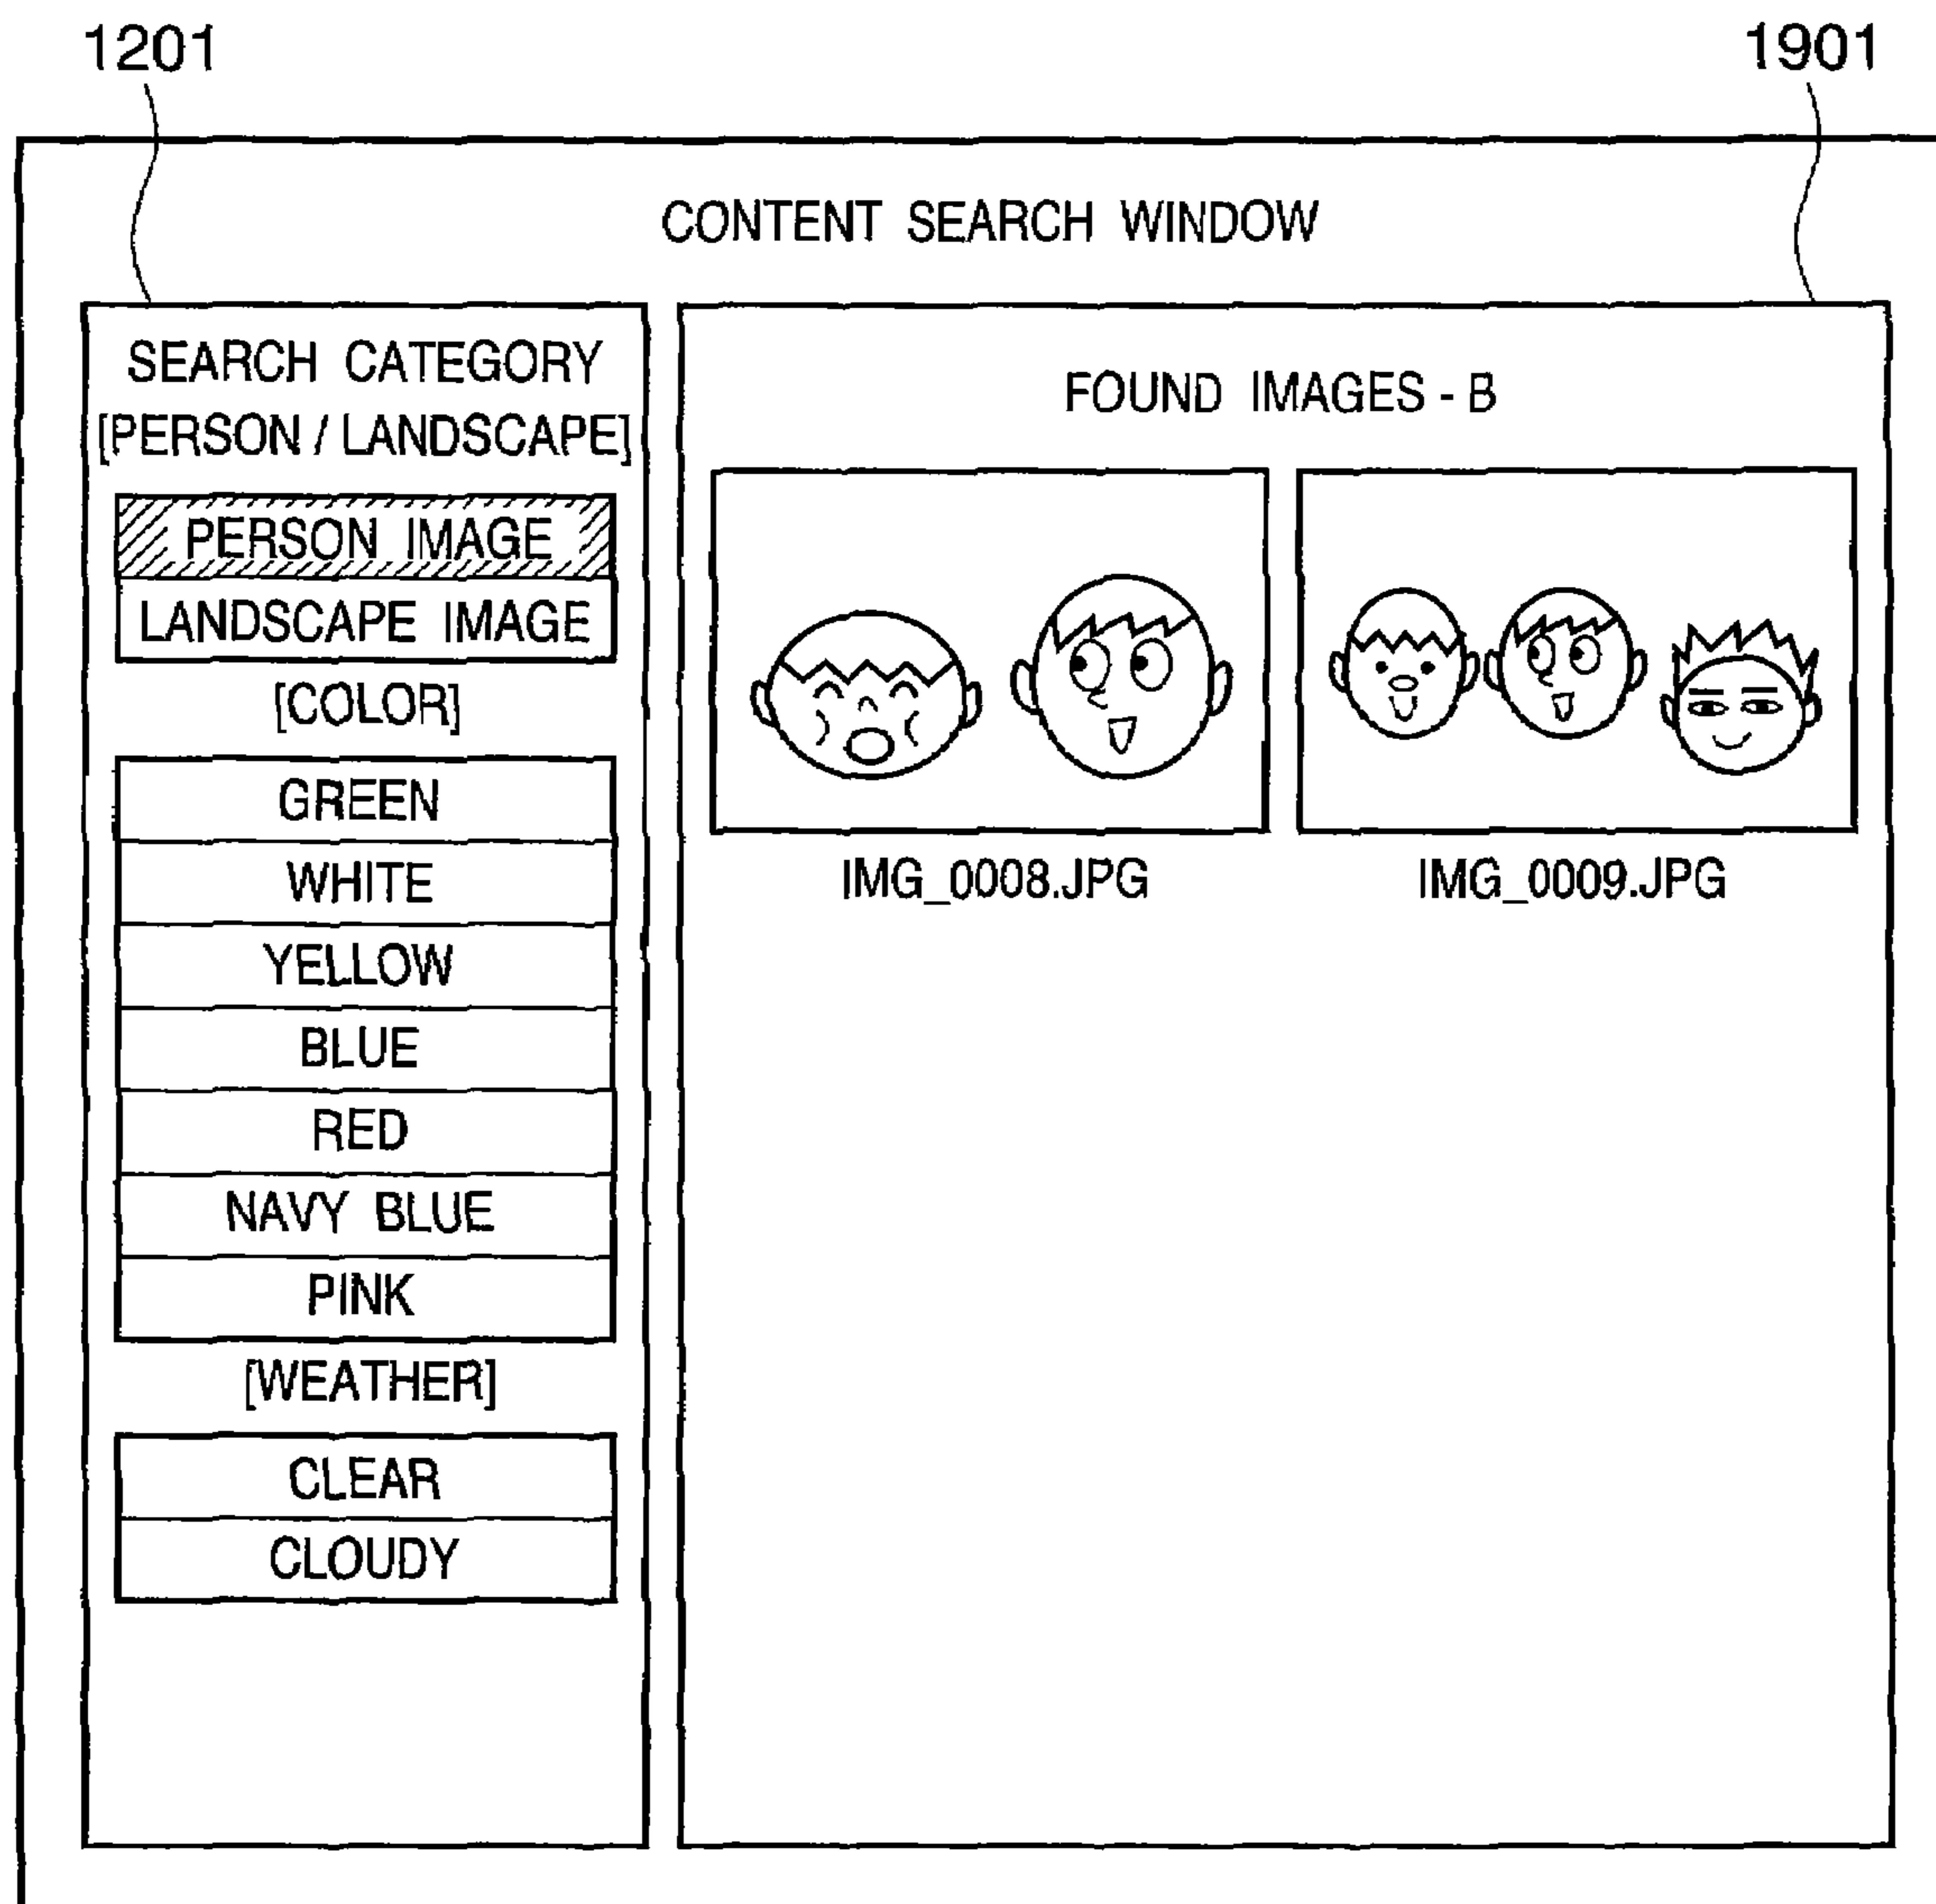 1201
1901
CONTENT SEARCH WINDOW
SEARCH CATEGORY
[PERSON / LANDSCAPE]
PERSON IMAGE
LANDSCAPE IMAGE
[COLOR]
GREEN
WHITE
YELLOW
BLUE
RED
NAVY BLUE
PINK
[WEATHER]
CLEAR
CLOUDY
FOUND IMAGES - B
IMG_0008.JPG
IMG_0009.JPG